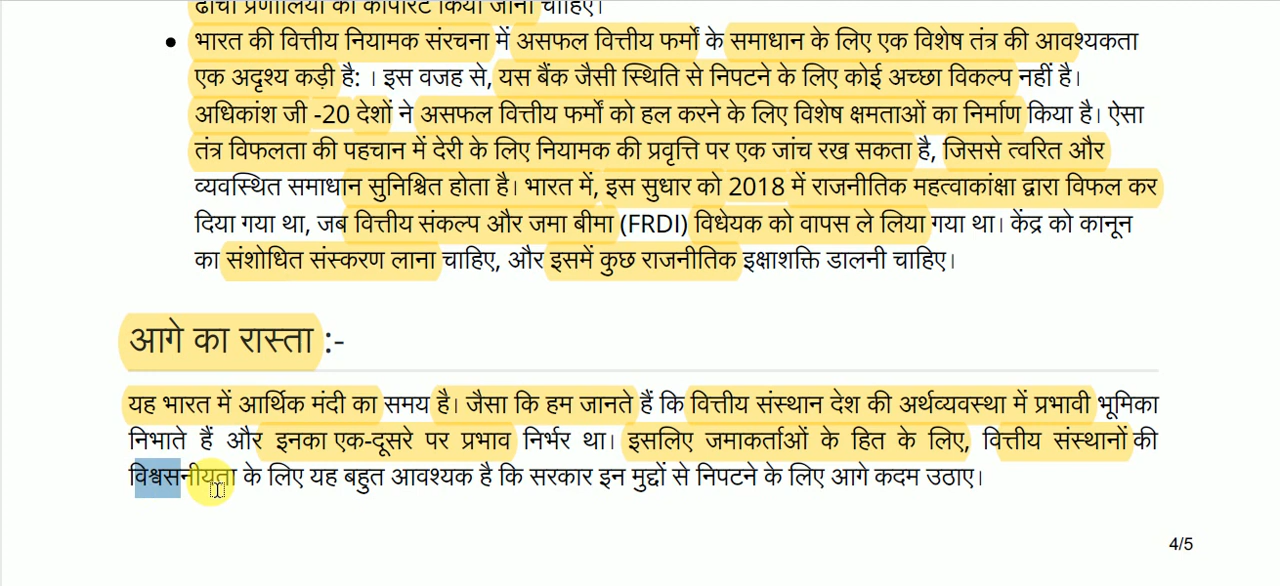 ढांचा प्रणालियों को कॉर्पोरेट किया जाना चाहिए।
• भारत की वित्तीय नियामक संरचना में असफल वित्तीय फर्मों के समाधान के लिए एक विशेष तंत्र की आवश्यकता
एक अदृश्य कड़ी है: । इस वजह से, यस बैंक जैसी स्थिति से निपटने के लिए कोई अच्छा विकल्प नहीं है।
अधिकांश जी -20 देशों ने असफल वित्तीय फर्मों को हल करने के लिए विशेष क्षमताओं का निर्माण किया है। ऐसा
तंत्र विफलता की पहचान में देरी के लिए नियामक की प्रवृत्ति पर एक जांच रख सकता है, जिससे त्वरित और
व्यवस्थित समाधान सुनिश्चित होता है। भारत में, इस सुधार को 2018 में राजनीतिक महत्वाकांक्षा द्वारा विफल कर
दिया गया था, जब वित्तीय संकल्प और जमा बीमा (FRDI) विधेयक को वापस ले लिया गया था। केंद्र को कानून
का संशोधित संस्करण लाना चाहिए, और इसमें कुछ राजनीतिक इक्षाशक्ति डालनी चाहिए।
आगे का रास्ता :-
यह भारत में आर्थिक मंदी का समय है। जैसा कि हम जानते हैं कि वित्तीय संस्थान देश की अर्थव्यवस्था में प्रभावी भूमिका
निभाते हैं और इनका एक-दूसरे पर प्रभाव निर्भर था। इसलिए जमाकर्ताओं के हित के लिए, वित्तीय संस्थानों की
विश्वसनीयता के लिए यह बहुत आवश्यक है कि सरकार इन मुद्दों से निपटने के लिए आगे कदम उठाए।
4/5